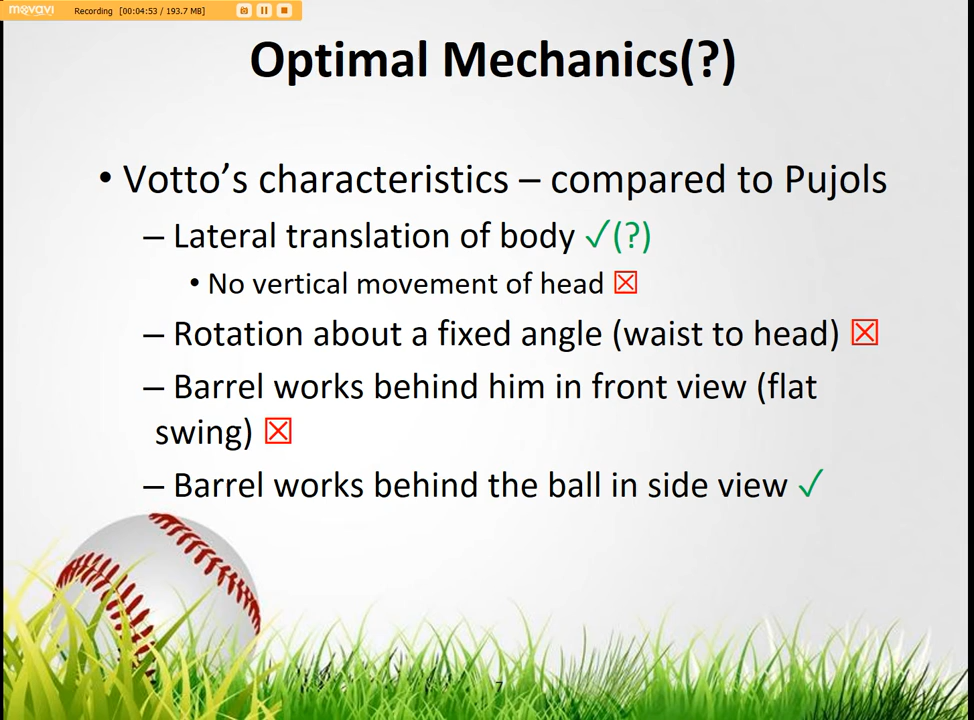 movavi Recording [00:04:53 / 193.7 MB]
Optimal Mechanics(?)
• Votto's characteristics – compared to Pujols
– Lateral translation of body ✓(?)
• No vertical movement of head ☒
– Rotation about a fixed angle (waist to head) ☒
– Barrel works behind him in front view (flat
swing) ☒
– Barrel works behind the ball in side view ✓
7